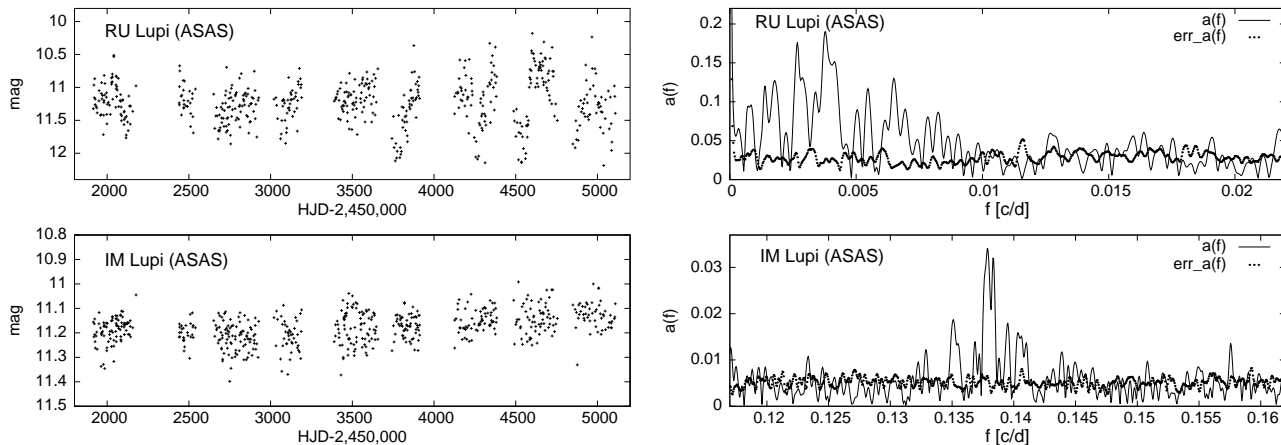 RU Lupi (ASAS)
mag
10
10.5
11
11.5
12
2000 2500 3000 3500 4000 4500 5000
HJD-2,450,000
RU Lupi (ASAS)
a(f)
err_a(f)
a(f)
0.2
0.15
0.1
0.05
0
0 0.005 0.01 0.015 0.02
f [c/d]
IM Lupi (ASAS)
mag
10.8
10.9
11.0
11.1
11.2
11.3
11.4
11.5
2000 2500 3000 3500 4000 4500 5000
HJD-2,450,000
IM Lupi (ASAS)
a(f)
err_a(f)
a(f)
0.03
0.02
0.01
0
0.12 0.125 0.13 0.135 0.14 0.145 0.15 0.155 0.16
f [c/d]